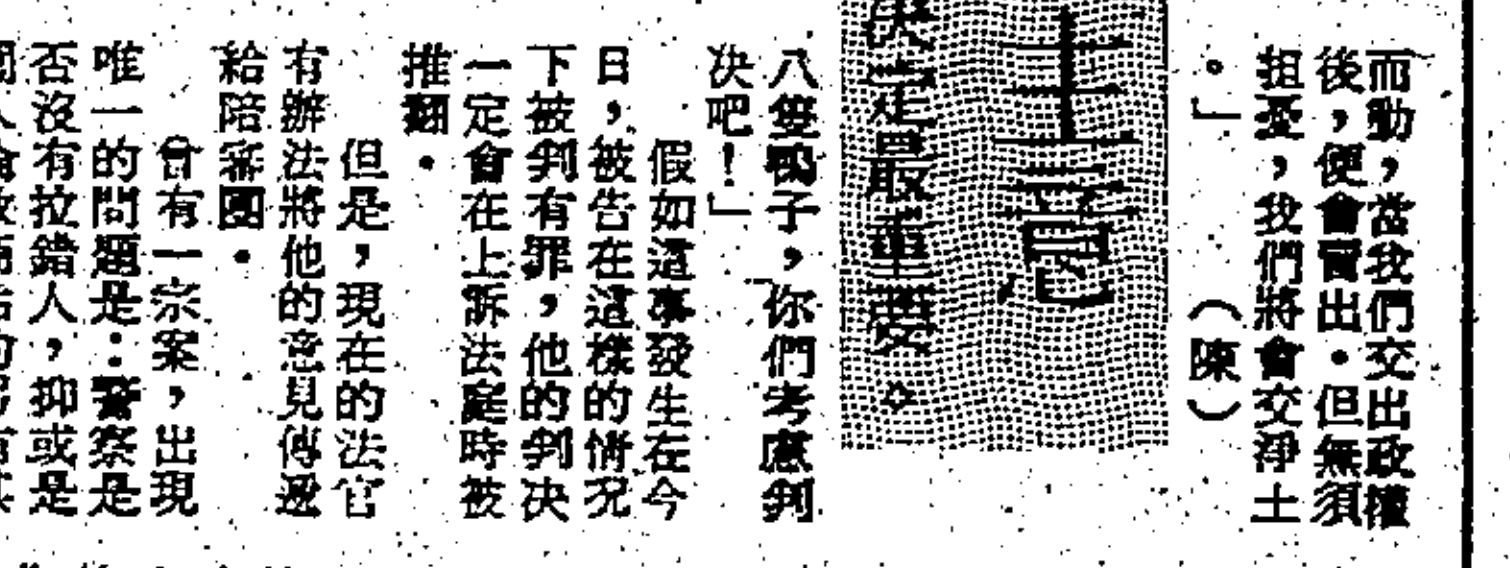 而動,當我們交出政權
後,便會賣出.但無須
担憂,我們將會交淨土
。」 (陳)
決定最重要。
八隻鴨子,你們考慮判
決吧!」
假如這事發生在今
日,被告在這樣的情況
下被判有罪,他的判決
一定會在上訴法庭時被
推翻.
但是,現在的法官
有辦法將他的意見傳遞
給陪審團.
曾有一宗案,出現
唯一的問題是:警察是
否沒有拉錯人,抑或是